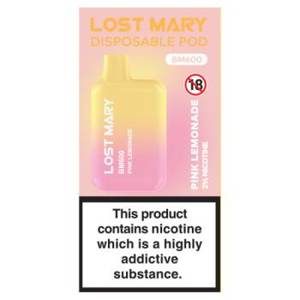 LOST MARY
DISPOSABLE POD
BM600
18
LOST MARY
BM600
PINK LEMONADE
PINK LEMONADE
2% NICOTINE
This product
contains nicotine
which is a highly
addictive
substance.